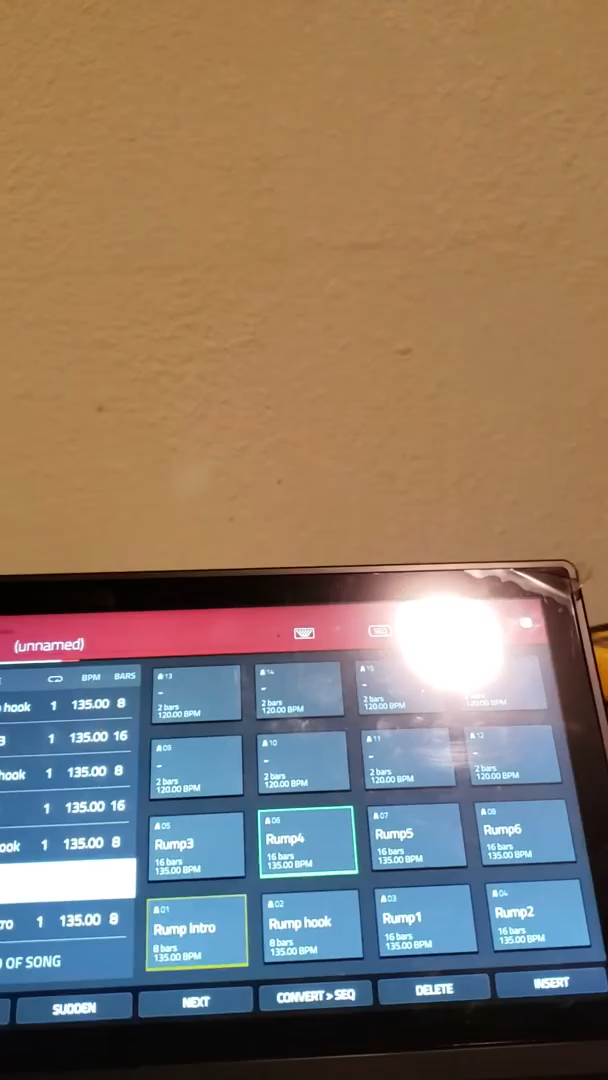 (unnamed)
BPM BARS
hook 1 135.00 8
3 1 135.00 16
hook 1 135.00 8
1 135.00 16
ook 1 135.00 8
tro 1 135.00 8
OF SONG
13
-
2 bars
120.00 BPM
14
-
2 bars
120.00 BPM
15
-
2 bars
120.00 BPM
120.00 BPM
09
-
2 bars
120.00 BPM
10
-
2 bars
120.00 BPM
11
-
2 bars
120.00 BPM
12
-
2 bars
120.00 BPM
05
Rump3
16 bars
135.00 BPM
06
Rump4
16 bars
135.00 BPM
07
Rump5
16 bars
135.00 BPM
08
Rump6
16 bars
135.00 BPM
01
Rump Intro
8 bars
135.00 BPM
02
Rump hook
8 bars
135.00 BPM
03
Rump1
16 bars
135.00 BPM
04
Rump2
16 bars
135.00 BPM
SUDDEN
NEXT
CONVERT > SEQ
DELETE
INSERT